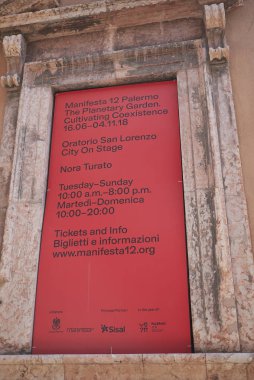 Manifesta 12 Palermo
The Planetary Garden.
Cultivating Coexistence
16.06–04.11.18
Oratorio San Lorenzo
City On Stage
Nora Turato
Tuesday–Sunday
10:00 a.m.–8:00 p.m.
Martedì–Domenica
10:00–20:00
Tickets and Info
Biglietti e informazioni
www.manifesta12.org
Sisal